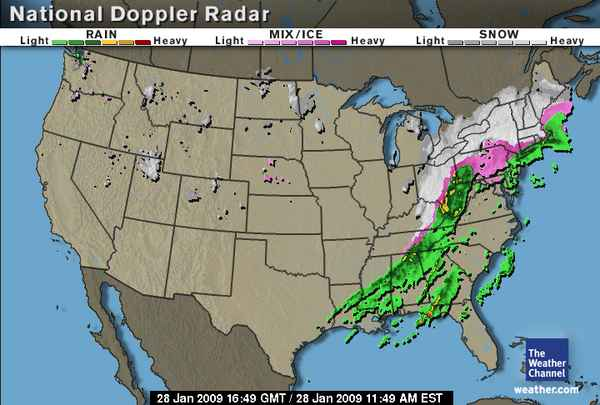 National Doppler Radar
RAIN MIX/ICE SNOW
Light Heavy Light Heavy Light Heavy
The
Weather
Channel
weather.com
28 Jan 2009 16:49 GMT / 28 Jan 2009 11:49 AM EST